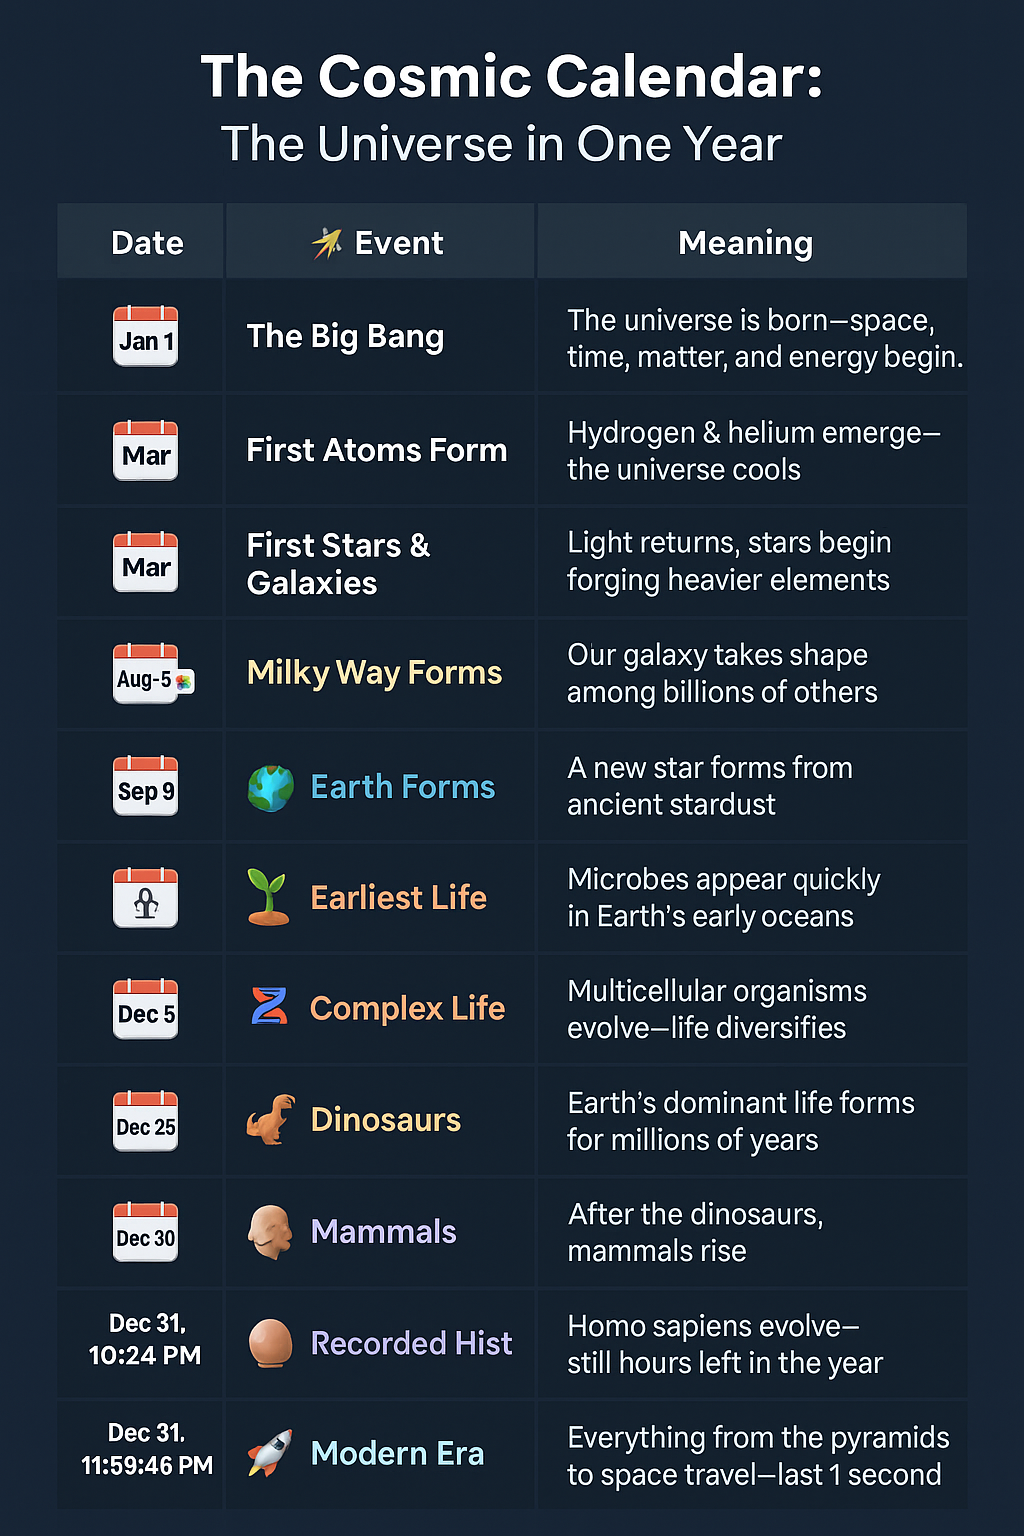 The Cosmic Calendar:
The Universe in One Year
Date
Event
Meaning
Jan 1
The Big Bang
The universe is born—space,
time, matter, and energy begin.
Mar
First Atoms Form
Hydrogen & helium emerge—
the universe cools
Mar
First Stars &
Galaxies
Light returns, stars begin
forging heavier elements
Aug-5
Milky Way Forms
Our galaxy takes shape
among billions of others
Sep 9
Earth Forms
A new star forms from
ancient stardust
Earliest Life
Microbes appear quickly
in Earth's early oceans
Dec 5
Complex Life
Multicellular organisms
evolve—life diversifies
Dec 25
Dinosaurs
Earth's dominant life forms
for millions of years
Dec 30
Mammals
After the dinosaurs,
mammals rise
Dec 31,
10:24 PM
Recorded Hist
Homo sapiens evolve—
still hours left in the year
Dec 31.
11:59:46 PM
Modern Era
Everything from the pyramids
to space travel—last 1 second